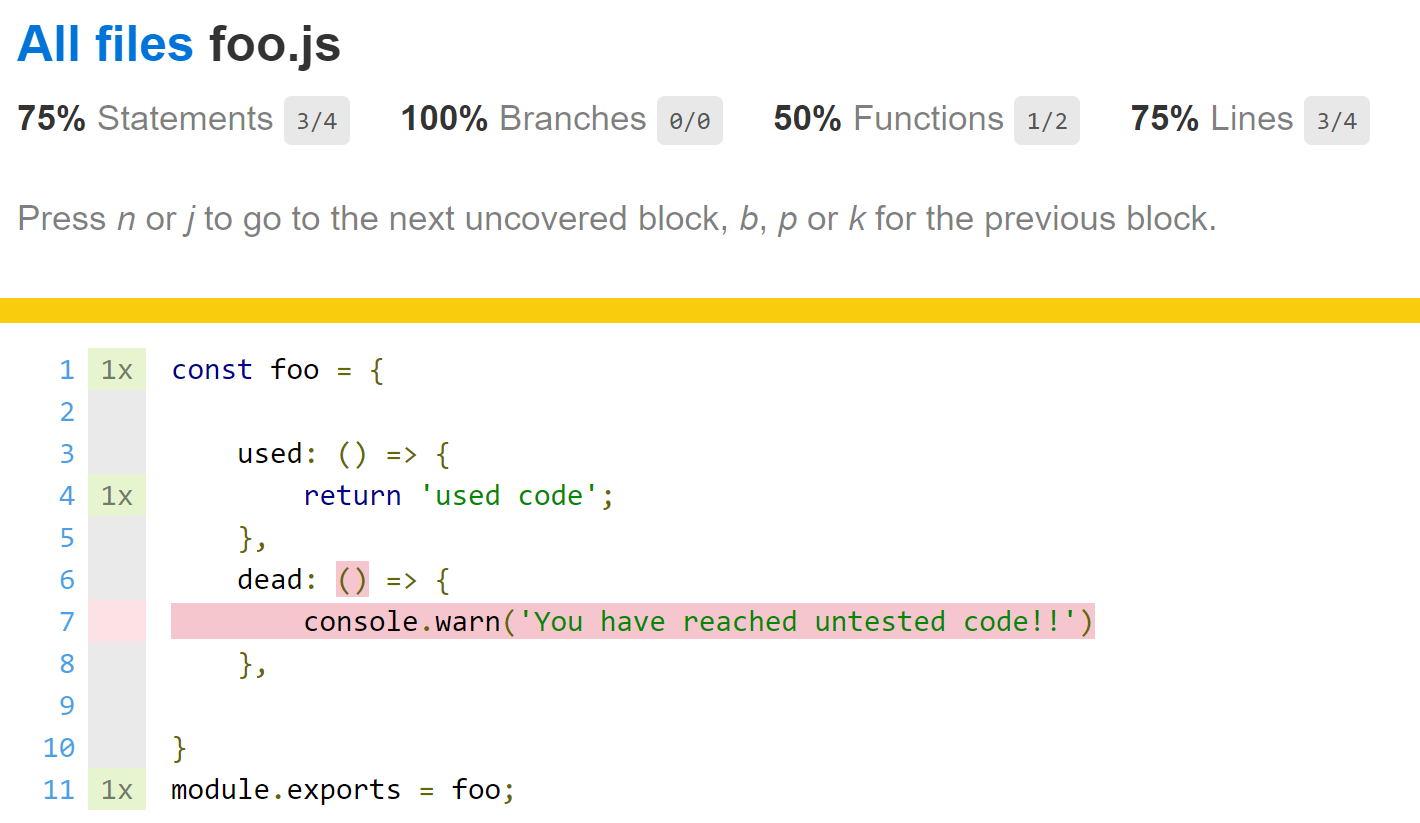 All files foo.js
75% Statements 3/4 100% Branches 0/0 50% Functions 1/2 75% Lines 3/4
Press n or j to go to the next uncovered block, b, p or k for the previous block.
1 1x const foo = {
2
3 used: () => {
4 1x return 'used code';
5 },
6 dead: () => {
7 console.warn('You have reached untested code!!')
8 },
9
10 }
11 1x module.exports = foo;